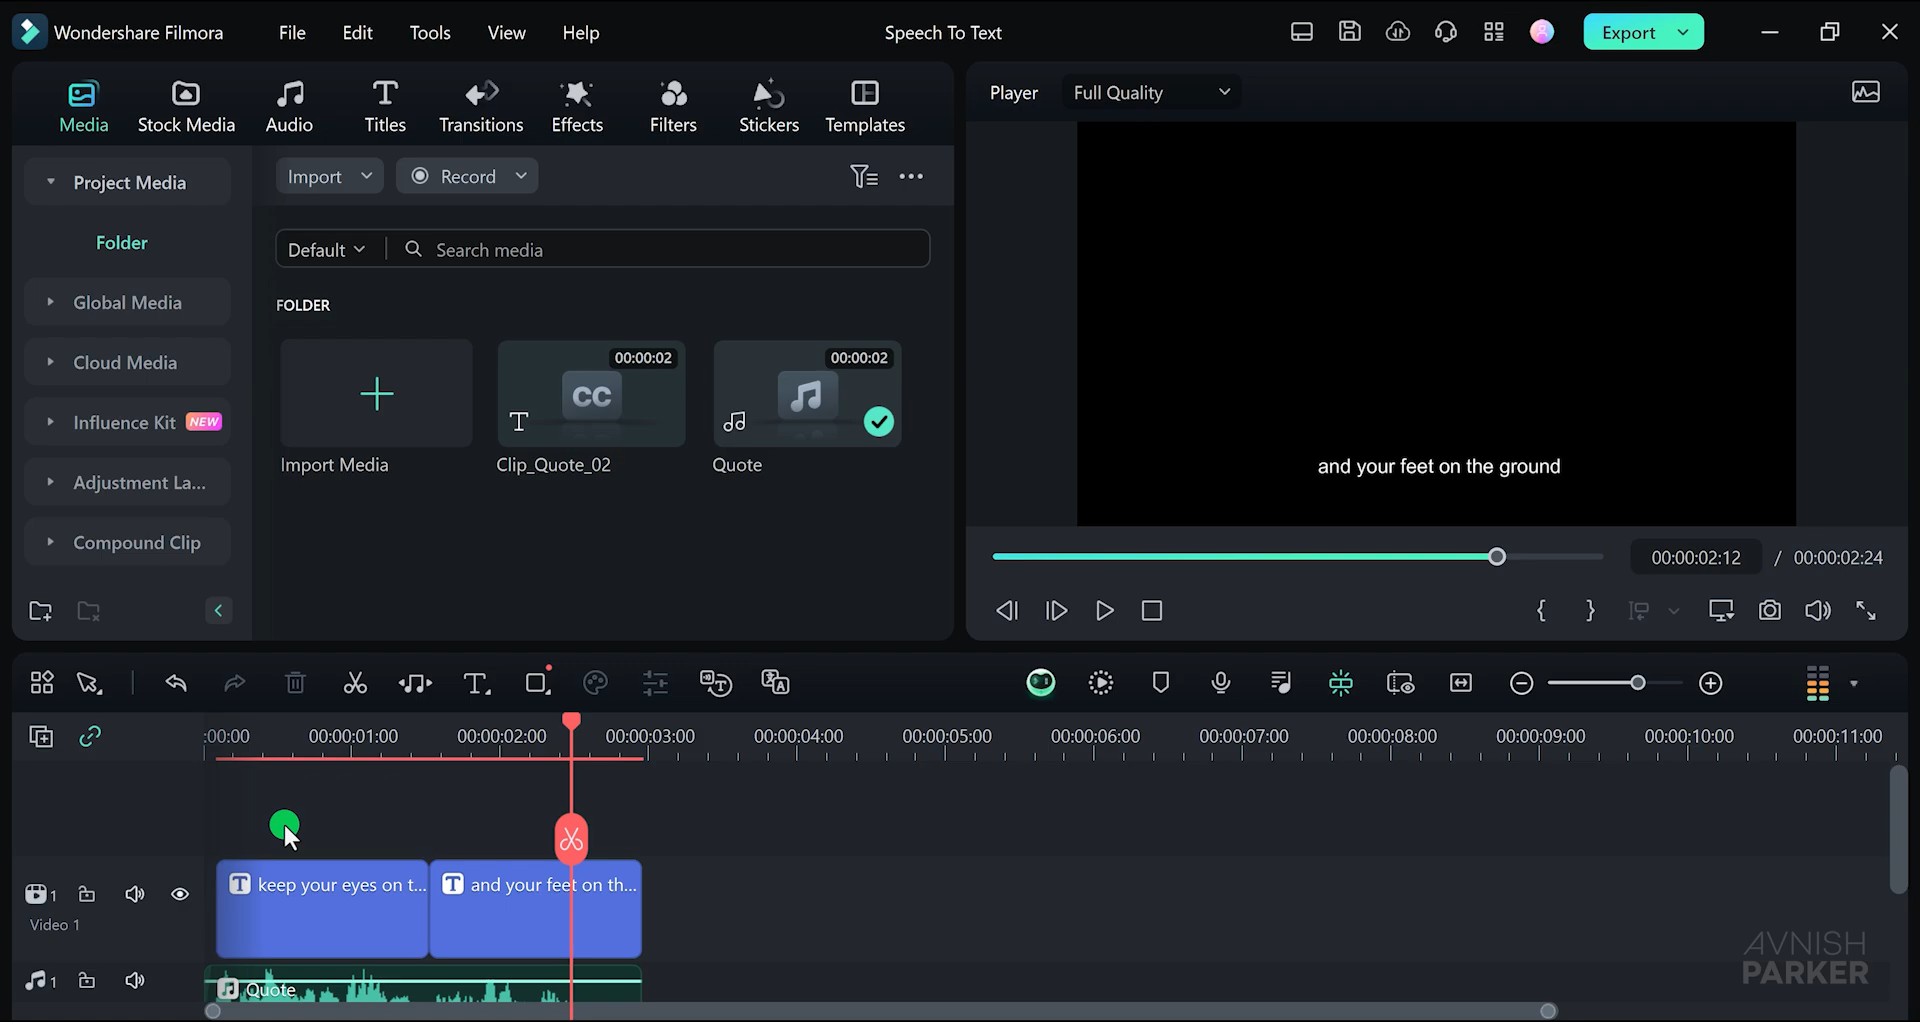 Wondershare Filmora File Edit Tools View Help Speech To Text Export
Media Stock Media Audio Titles Transitions Effects Filters Stickers Templates
Player Full Quality
Project Media
Folder
Global Media
Cloud Media
Influence Kit NEW
Adjustment La...
Compound Clip
Import Record
Default Search media
FOLDER
00:00:02 00:00:02
CC
T
Import Media Clip_Quote_02 Quote
and your feet on the ground
00:00:02:12 / 00:00:02:24
:00:00 00:00:01:00 00:00:02:00 00:00:03:00 00:00:04:00 00:00:05:00 00:00:06:00 00:00:07:00 00:00:08:00 00:00:09:00 00:00:10:00 00:00:11:00
T keep your eyes on t... T and your feet on th...
1
Video 1
1
Quote
AVNISH
PARKER